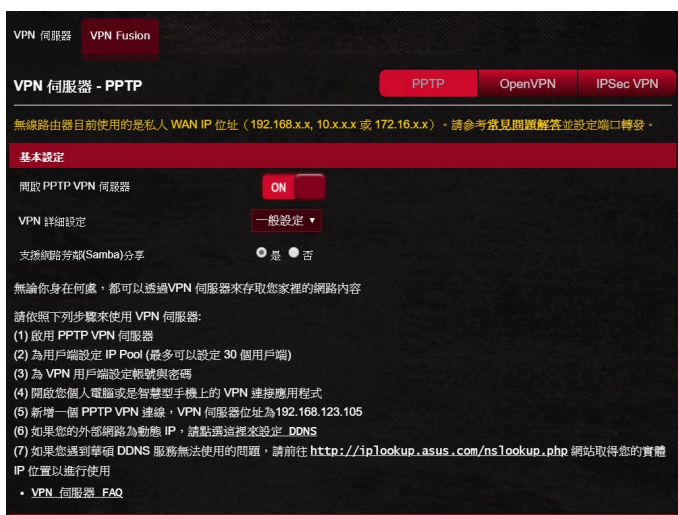 VPN 伺服器 VPN Fusion
VPN 伺服器 - PPTP PPTP OpenVPN IPSec VPN
無線路由器目前使用的是私人 WAN IP 位址（192.168.x.x, 10.x.x.x 或 172.16.x.x）。請參考常見問題解答並設定端口轉發。
基本設定
開啟 PPTP VPN 伺服器 ON
VPN 詳細設定 一般設定 ▼
支援網路芳鄰(Samba)分享 是 否
無論你身在何處，都可以透過VPN 伺服器來存取您家裡的網路內容
請依照下列步驟來使用 VPN 伺服器:
(1) 啟用 PPTP VPN 伺服器
(2) 為用戶端設定 IP Pool (最多可以設定 30 個用戶端)
(3) 為 VPN 用戶端設定帳號與密碼
(4) 開啟您個人電腦或是智慧型手機上的 VPN 連接應用程式
(5) 新增一個 PPTP VPN 連線，VPN 伺服器位址為192.168.123.105
(6) 如果您的外部網路為動態 IP，請點選這裡來設定 DDNS
(7) 如果您遇到華碩 DDNS 服務無法使用的問題，請前往 http://iplookup.asus.com/nslookup.php 網站取得您的實體
IP 位置以進行使用
• VPN 伺服器 FAQ